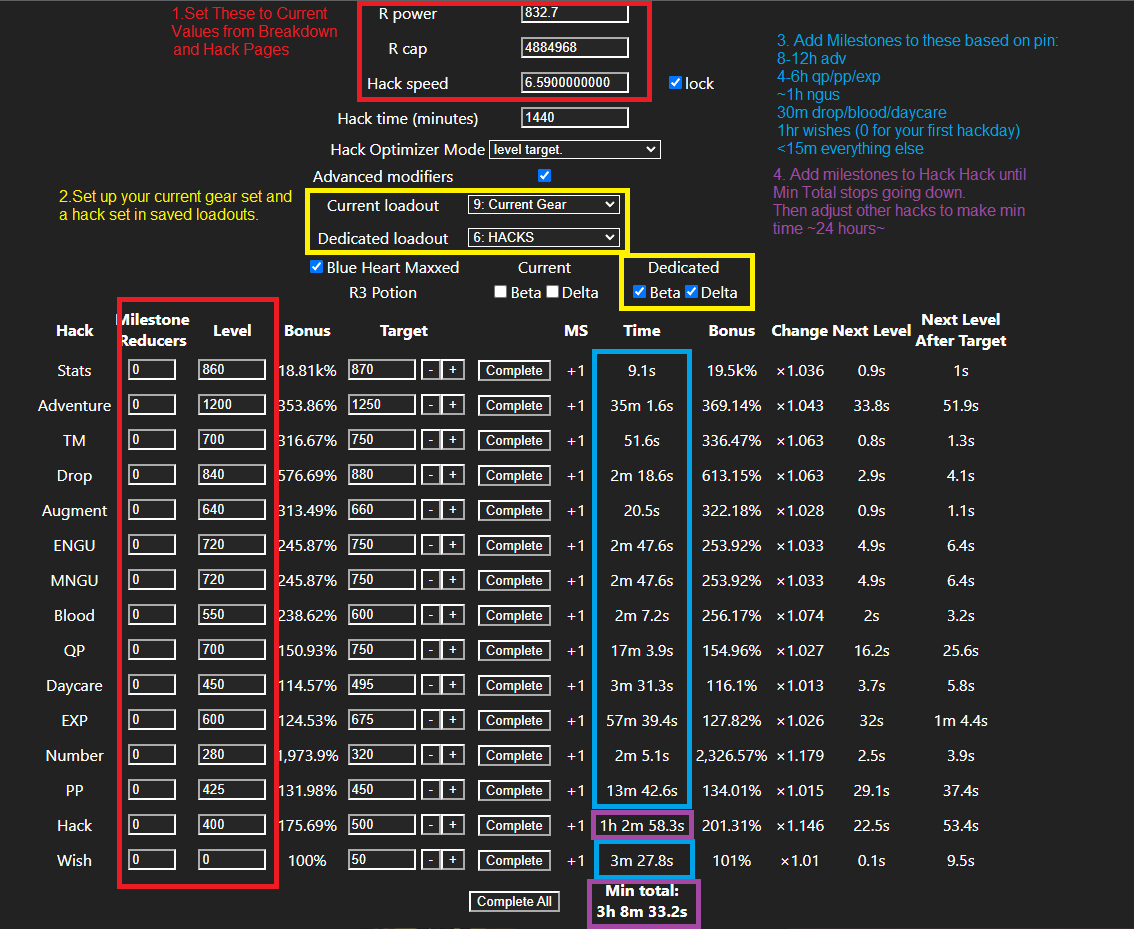 1.Set These to Current
Values from Breakdown
and Hack Pages
R power 832.7
R cap 4884968
Hack speed 6.5900000000 lock
Hack time (minutes) 1440
Hack Optimizer Mode level target.
Advanced modifiers
3. Add Milestones to these based on pin:
8-12h adv
4-6h qp/pp/exp
~1h ngus
30m drop/blood/daycare
1hr wishes (0 for your first hackday)
<15m everything else
4. Add milestones to Hack Hack until
Min Total stops going down.
Then adjust other hacks to make min
time ~24 hours~
2.Set up your current gear set and
a hack set in saved loadouts.
Current loadout 9: Current Gear
Dedicated loadout 6: HACKS
Blue Heart Maxxed Current Dedicated
R3 Potion Beta Delta Beta Delta
Hack Milestone Reducers Level Bonus Target MS Time Bonus Change Next Level Next Level After Target
Stats 0 860 18.81k% 870 - + Complete +1 9.1s 19.5k% ×1.036 0.9s 1s
Adventure 0 1200 353.86% 1250 - + Complete +1 35m 1.6s 369.14% ×1.043 33.8s 51.9s
TM 0 700 316.67% 750 - + Complete +1 51.6s 336.47% ×1.063 0.8s 1.3s
Drop 0 840 576.69% 880 - + Complete +1 2m 18.6s 613.15% ×1.063 2.9s 4.1s
Augment 0 640 313.49% 660 - + Complete +1 20.5s 322.18% ×1.028 0.9s 1.1s
ENGU 0 720 245.87% 750 - + Complete +1 2m 47.6s 253.92% ×1.033 4.9s 6.4s
MNGU 0 720 245.87% 750 - + Complete +1 2m 47.6s 253.92% ×1.033 4.9s 6.4s
Blood 0 550 238.62% 600 - + Complete +1 2m 7.2s 256.17% ×1.074 2s 3.2s
QP 0 700 150.93% 750 - + Complete +1 17m 3.9s 154.96% ×1.027 16.2s 25.6s
Daycare 0 450 114.57% 495 - + Complete +1 3m 31.3s 116.1% ×1.013 3.7s 5.8s
EXP 0 600 124.53% 675 - + Complete +1 57m 39.4s 127.82% ×1.026 32s 1m 4.4s
Number 0 280 1,973.9% 320 - + Complete +1 2m 5.1s 2,326.57% ×1.179 2.5s 3.9s
PP 0 425 131.98% 450 - + Complete +1 13m 42.6s 134.01% ×1.015 29.1s 37.4s
Hack 0 400 175.69% 500 - + Complete +1 1h 2m 58.3s 201.31% ×1.146 22.5s 53.4s
Wish 0 0 100% 50 - + Complete +1 3m 27.8s 101% ×1.01 0.1s 9.5s
Complete All
Min total:
3h 8m 33.2s